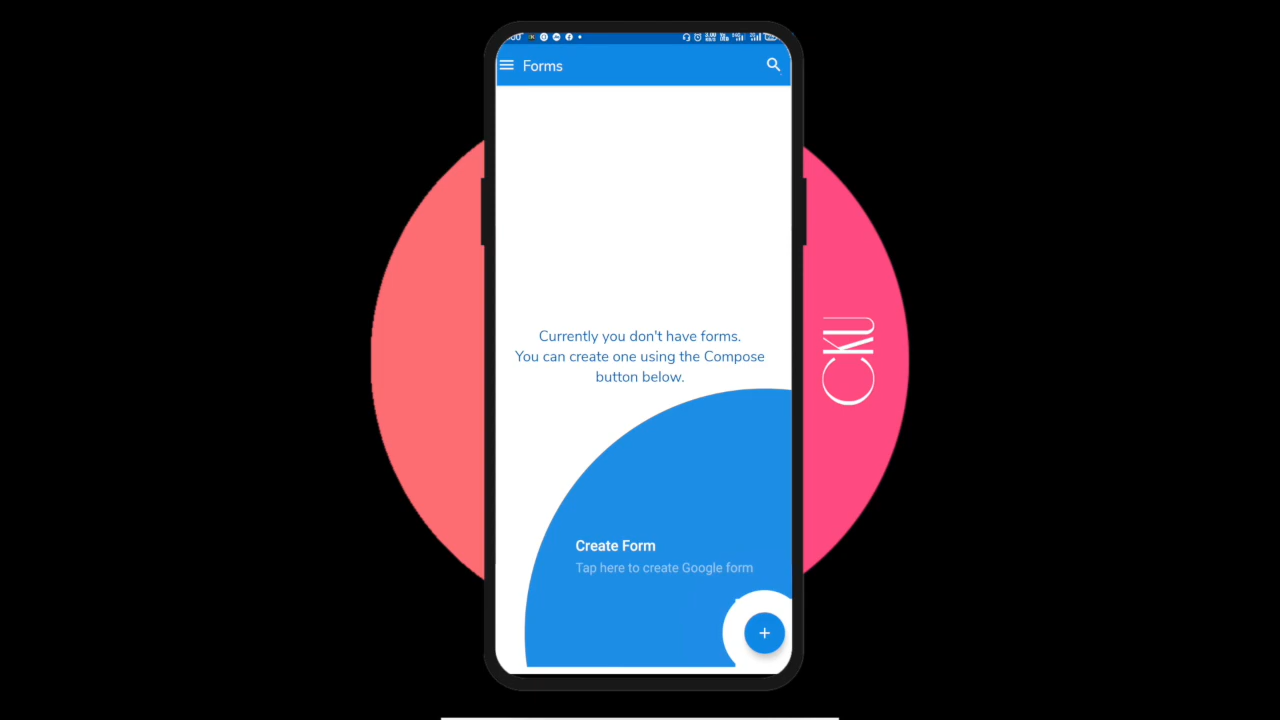 Forms
Currently you don't have forms.
You can create one using the Compose
button below.
Create Form
Tap here to create Google form
CKU